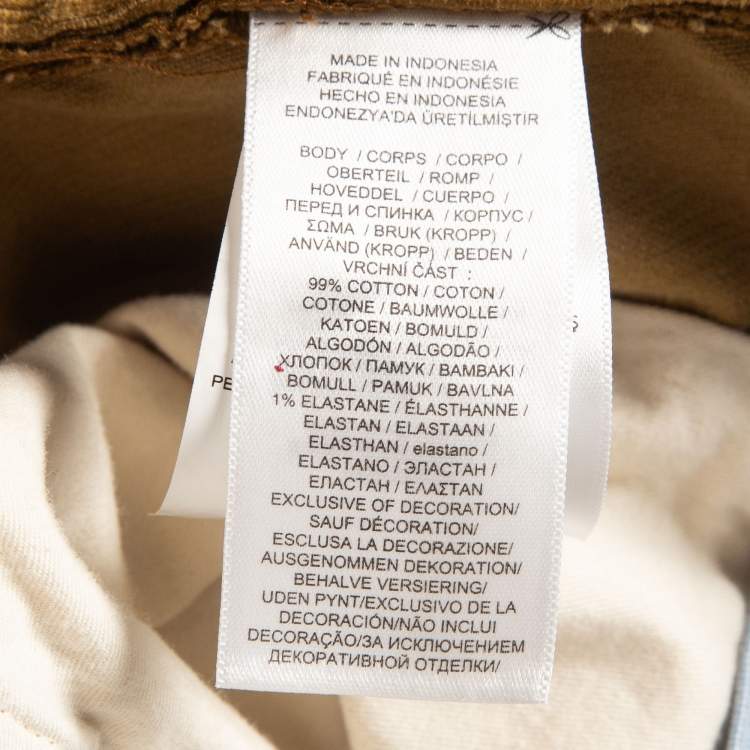 MADE IN INDONESIA
FABRIQUÉ EN INDONÉSIE
HECHO EN INDONESIA
ENDONEZYA'DA ÜRETİLMİŞTİR
BODY / CORPS / CORPO /
OBERTEIL / ROMP /
HOVEDDEL / CUERPO /
ПЕРЕД И СПИНКА / КОРПУС /
ΣΩΜΑ / BRUK (KROPP) /
ANVÄND (KROPP) / BEDEN /
VRCHNÍ ČÁST :
99% COTTON / COTON /
COTONE / BAUMWOLLE /
KATOEN / BOMULD /
ALGODÓN / ALGODÃO /
ХЛОПОК / ПАМУК / BAMBAKI /
BOMULL / PAMUK / BAVLNA
1% ELASTANE / ÉLASTHANNE /
ELASTAN / ELASTAAN /
ELASTHAN / elastano /
ELASTANO / ЭЛАСТАН /
ЕЛАСТАН / ΕΛΑΣΤΑΝ
EXCLUSIVE OF DECORATION/
SAUF DÉCORATION/
ESCLUSA LA DECORAZIONE/
AUSGENOMMEN DEKORATION/
BEHALVE VERSIERING/
UDEN PYNT/EXCLUSIVO DE LA
DECORACIÓN/NÃO INCLUI
DECORAÇÃO/ЗА ИСКЛЮЧЕНИЕМ
ДЕКОРАТИВНОЙ ОТДЕЛКИ/